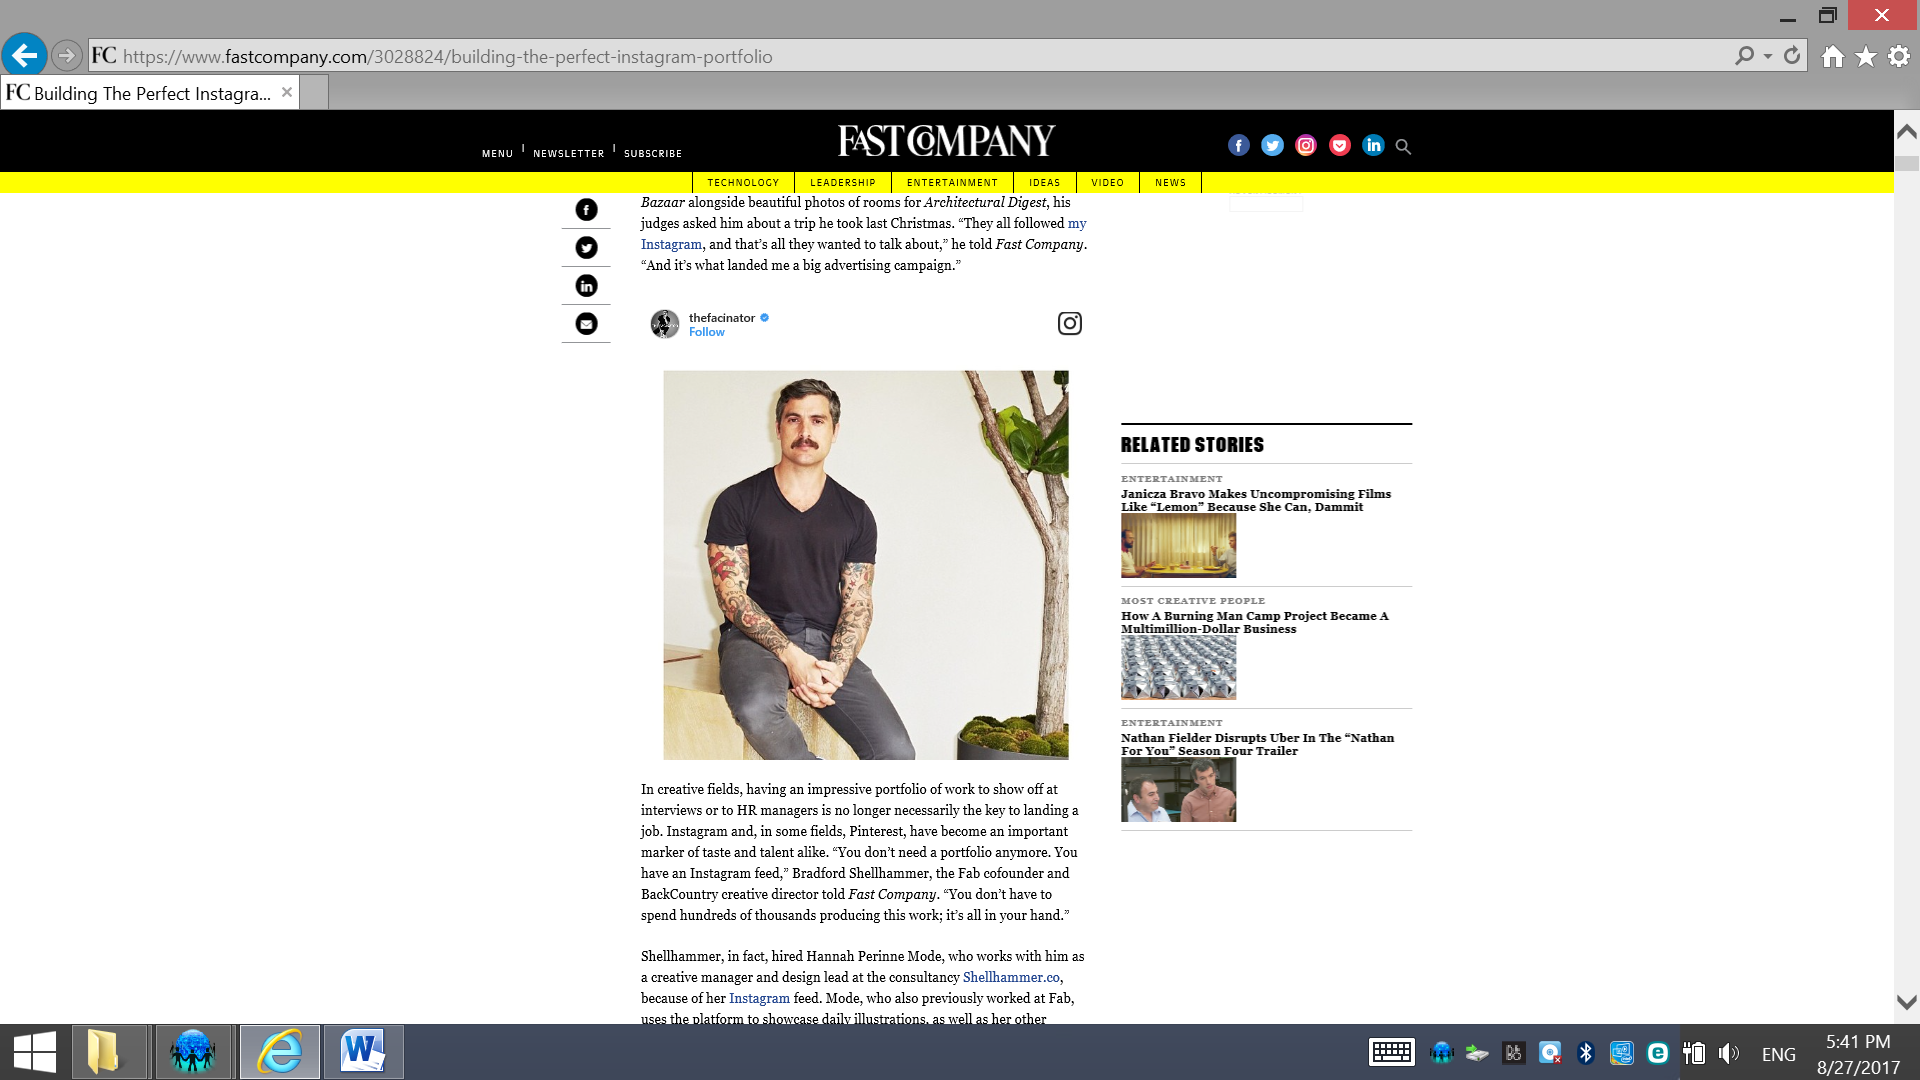 FC https://www.fastcompany.com/3028824/building-the-perfect-instagram-portfolio
FC Building The Perfect Instagra...
MENU
NEWSLETTER
SUBSCRIBE
FAST COMPANY
TECHNOLOGY
LEADERSHIP
ENTERTAINMENT
IDEAS
VIDEO
NEWS
Bazaar alongside beautiful photos of rooms for Architectural Digest, his
judges asked him about a trip he took last Christmas. “They all followed my
Instagram, and that’s all they wanted to talk about,” he told Fast Company.
“And it’s what landed me a big advertising campaign.”
thefacinator
Follow
In creative fields, having an impressive portfolio of work to show off at
interviews or to HR managers is no longer necessarily the key to landing a
job. Instagram and, in some fields, Pinterest, have become an important
marker of taste and talent alike. “You don’t need a portfolio anymore. You
have an Instagram feed,” Bradford Shellhammer, the Fab cofounder and
BackCountry creative director told Fast Company. “You don’t have to
spend hundreds of thousands producing this work; it’s all in your hand.”
Shellhammer, in fact, hired Hannah Perinne Mode, who works with him as
a creative manager and design lead at the consultancy Shellhammer.co,
because of her Instagram feed. Mode, who also previously worked at Fab,
uses the platform to showcase daily illustrations, as well as her other
RELATED STORIES
ENTERTAINMENT
Janicza Bravo Makes Uncompromising Films
Like “Lemon” Because She Can, Dammit
MOST CREATIVE PEOPLE
How A Burning Man Camp Project Became A
Multimillion-Dollar Business
ENTERTAINMENT
Nathan Fielder Disrupts Uber In The “Nathan
For You” Season Four Trailer
ENG
5:41 PM
8/27/2017